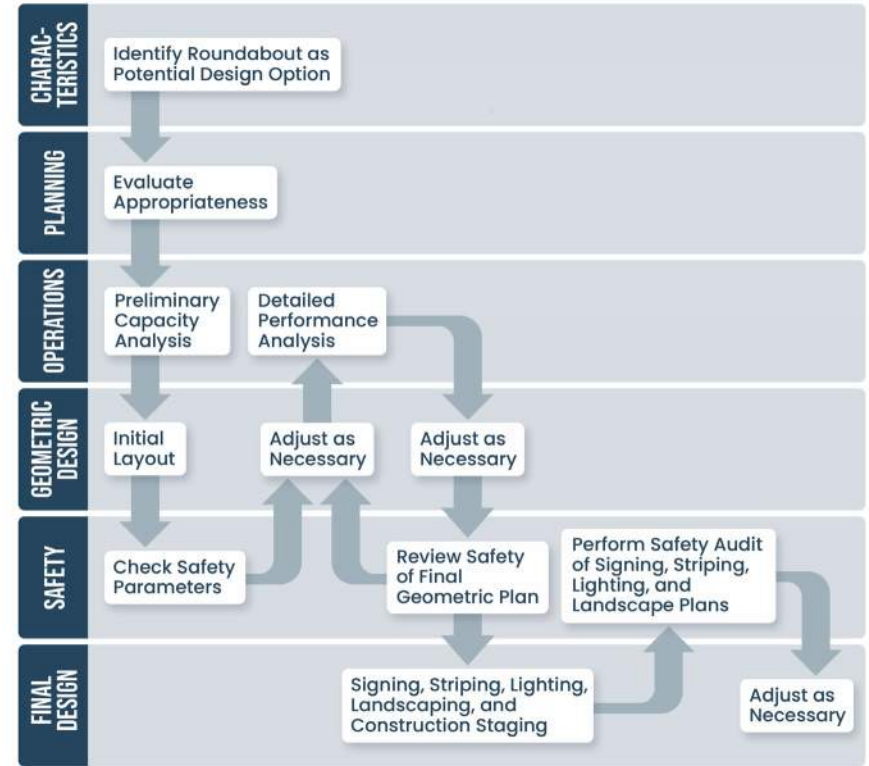 CHARAC-
TERISTICS
Identify Roundabout as
Potential Design Option
PLANNING
Evaluate
Appropriateness
OPERATIONS
Preliminary
Capacity
Analysis
Detailed
Performance
Analysis
GEOMETRIC
DESIGN
Initial
Layout
Adjust as
Necessary
Adjust as
Necessary
SAFETY
Check Safety
Parameters
Review Safety
of Final
Geometric Plan
Perform Safety Audit
of Signing, Striping,
Lighting, and
Landscape Plans
FINAL
DESIGN
Signing, Striping, Lighting,
Landscaping, and
Construction Staging
Adjust as
Necessary